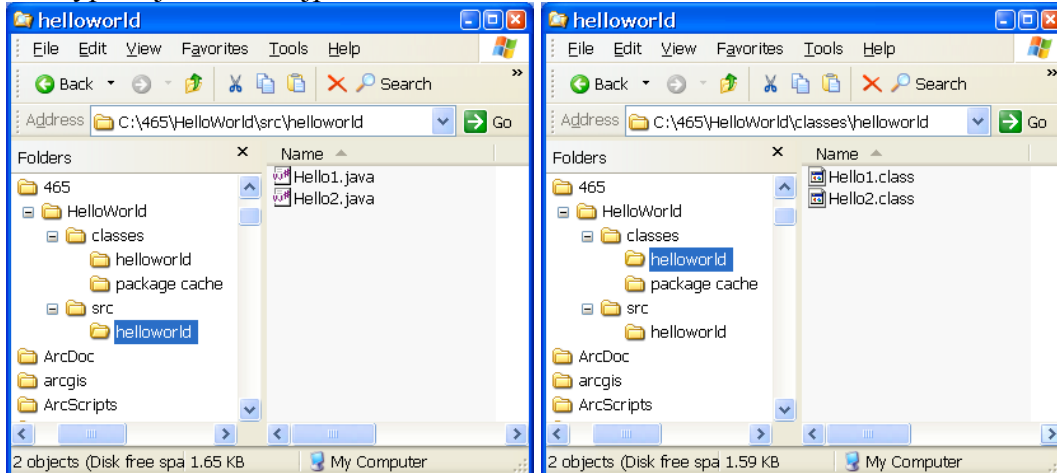 helloworld
File Edit View Favorites Tools Help
Back Search »
Address C:\465\HelloWorld\src\helloworld Go
Folders × Name
465 Hello1.java
HelloWorld Hello2.java
classes
helloworld
package cache
src
helloworld
ArcDoc
arcgis
ArcScripts
2 objects (Disk free spa 1.65 KB My Computer
helloworld
File Edit View Favorites Tools Help
Back Search »
Address C:\465\HelloWorld\classes\helloworld Go
Folders × Name
465 Hello1.class
HelloWorld Hello2.class
classes
helloworld
package cache
src
helloworld
ArcDoc
arcgis
ArcScripts
2 objects (Disk free spa 1.59 KB My Computer